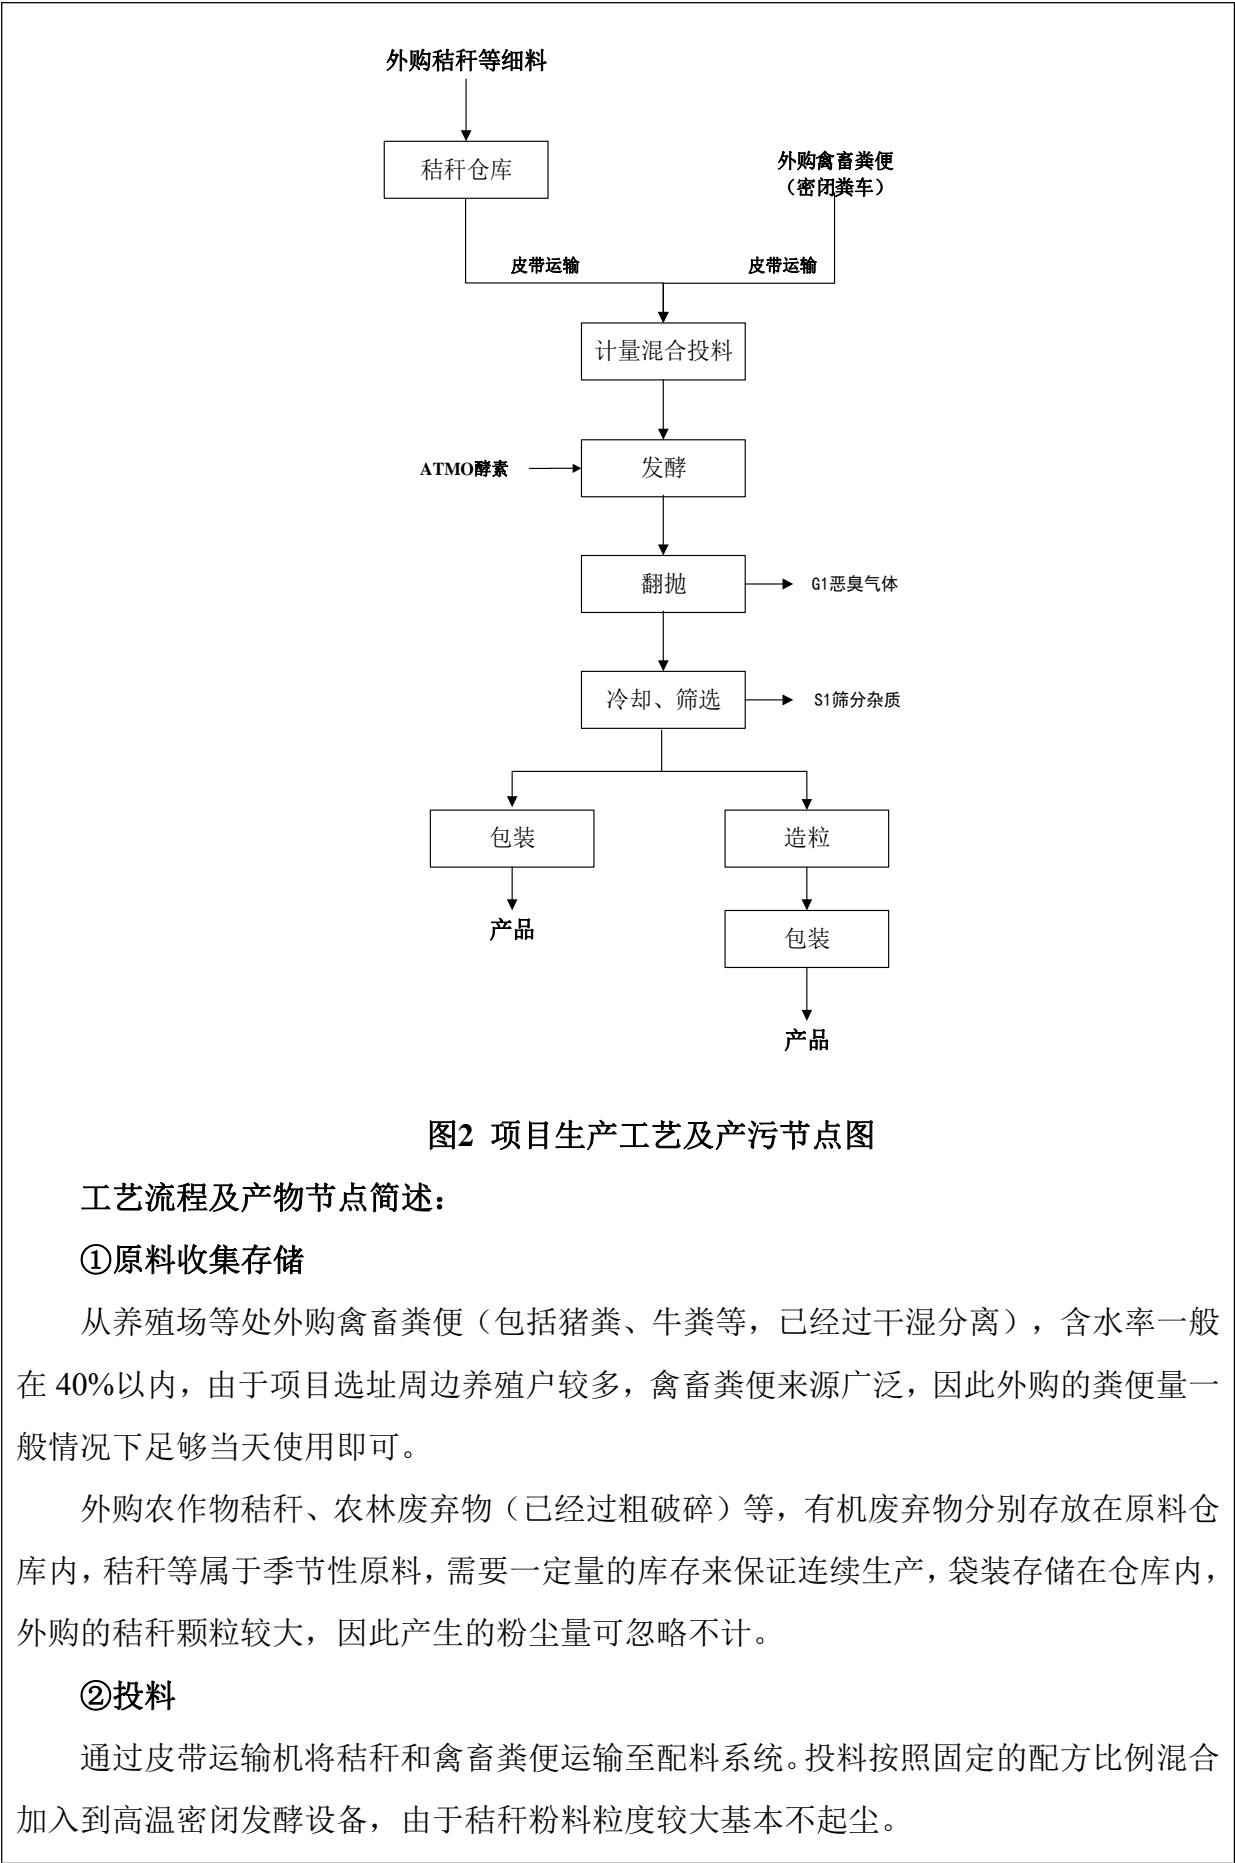 外购秸秆等细料
秸秆仓库
外购禽畜粪便
（密闭粪车）
皮带运输
皮带运输
计量混合投料
ATMO酵素
发酵
翻抛
G1恶臭气体
冷却、筛选
S1筛分杂质
包装
造粒
产品
包装
产品
图2 项目生产工艺及产污节点图
工艺流程及产物节点简述：
①原料收集存储
从养殖场等处外购禽畜粪便（包括猪粪、牛粪等，已经过干湿分离），含水率一般
在 40%以内，由于项目选址周边养殖户较多，禽畜粪便来源广泛，因此外购的粪便量一
般情况下足够当天使用即可。
外购农作物秸秆、农林废弃物（已经过粗破碎）等，有机废弃物分别存放在原料仓
库内，秸秆等属于季节性原料，需要一定量的库存来保证连续生产，袋装存储在仓库内，
外购的秸秆颗粒较大，因此产生的粉尘量可忽略不计。
②投料
通过皮带运输机将秸秆和禽畜粪便运输至配料系统。投料按照固定的配方比例混合
加入到高温密闭发酵设备，由于秸秆粉料粒度较大基本不起尘。